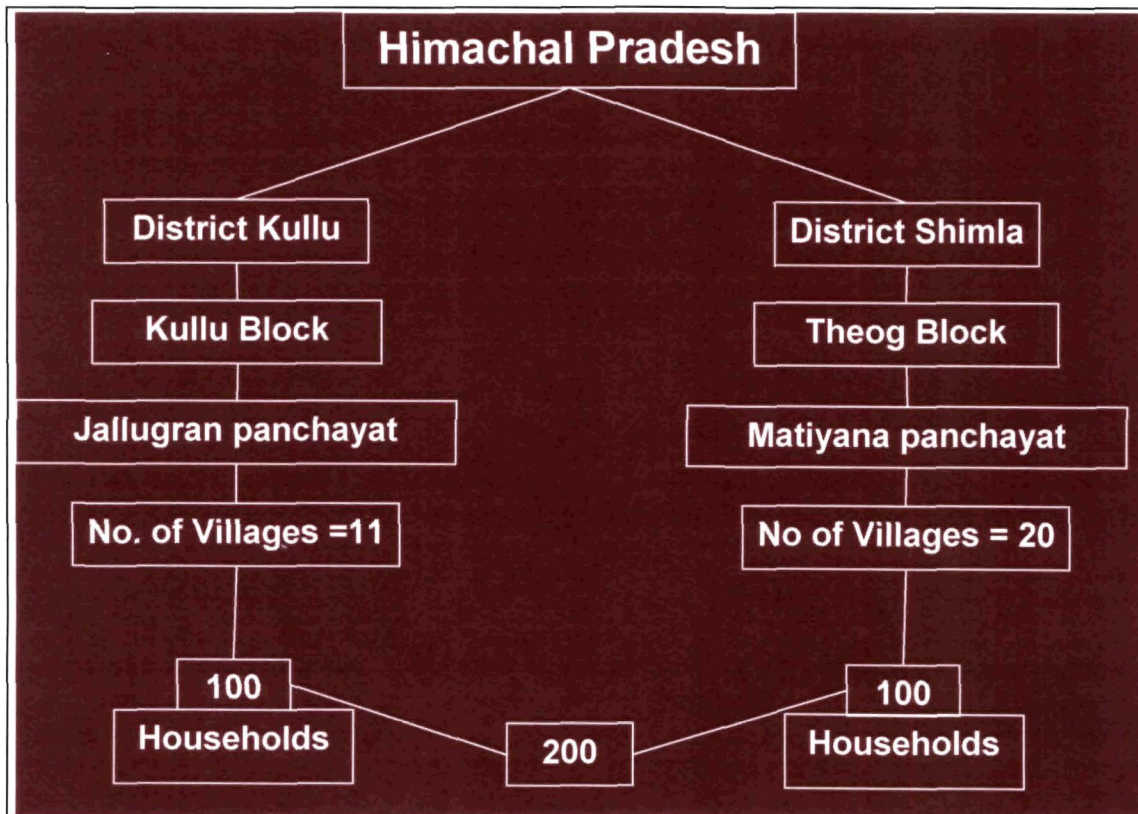 Himachal Pradesh
District Kullu
District Shimla
Kullu Block
Theog Block
Jallugran panchayat
Matiyana panchayat
No. of Villages =11
No of Villages = 20
100
Households
200
100
Households